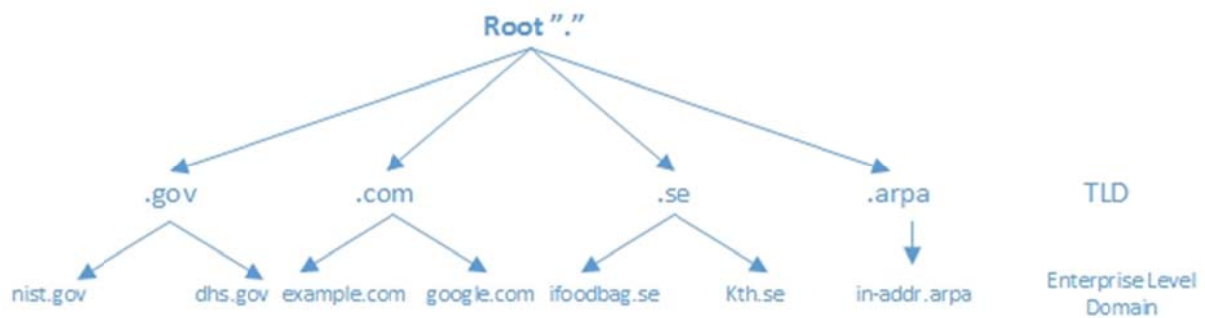 Root "."
.gov
.com
.se
.arpa
TLD
nist.gov
dhs.gov
example.com
google.com
ifoodbag.se
Kth.se
in-addr.arpa
Enterprise Level
Domain